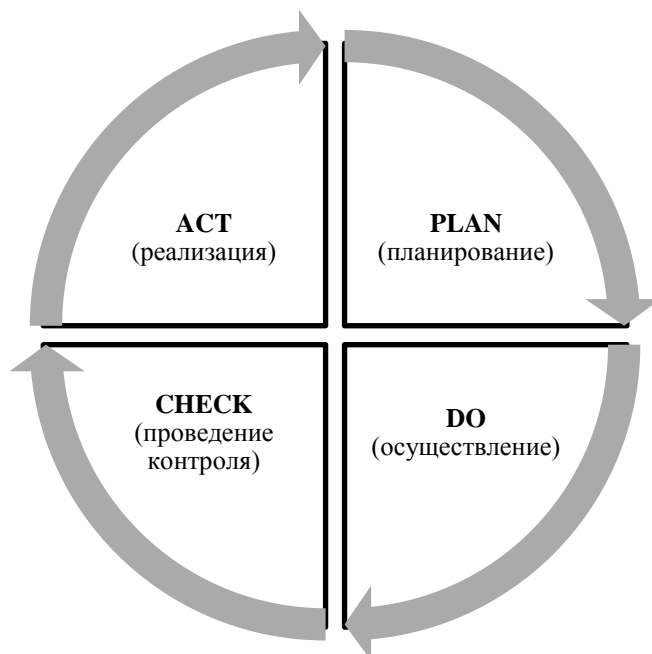 ACT
(реализация)
PLAN
(планирование)
CHECK
(проведение
контроля)
DO
(осуществление)